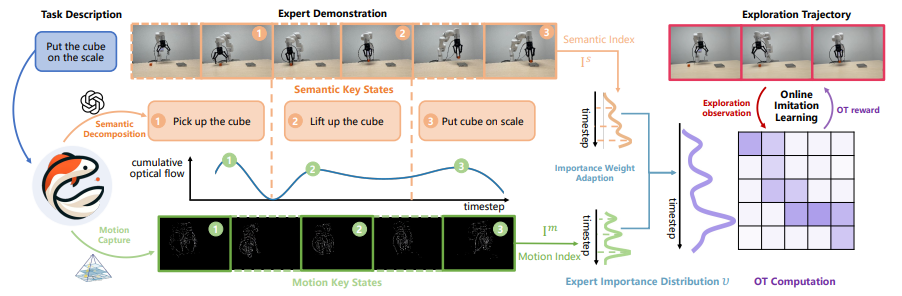 Task Description
Expert Demonstration
Exploration Trajectory
Put the cube
on the scale
1
2
3
Semantic Index
I^s
Semantic Key States
Semantic
Decomposition
1 Pick up the cube
2 Lift up the cube
3 Put cube on scale
timestep
Exploration
observation
Online
Imitation
Learning
OT reward
cumulative
optical flow
1
2
3
timestep
Importance Weight
Adaption
timestep
Motion
Capture
1
2
3
I^m
Motion Index
timestep
Motion Key States
Expert Importance Distribution υ
OT Computation